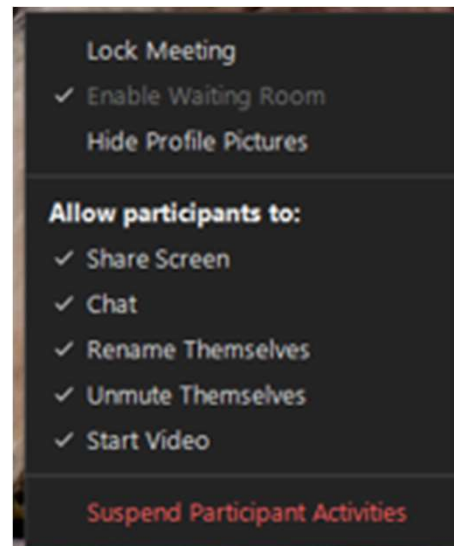 Lock Meeting
Enable Waiting Room
Hide Profile Pictures
Allow participants to:
Share Screen
Chat
Rename Themselves
Unmute Themselves
Start Video
Suspend Participant Activities